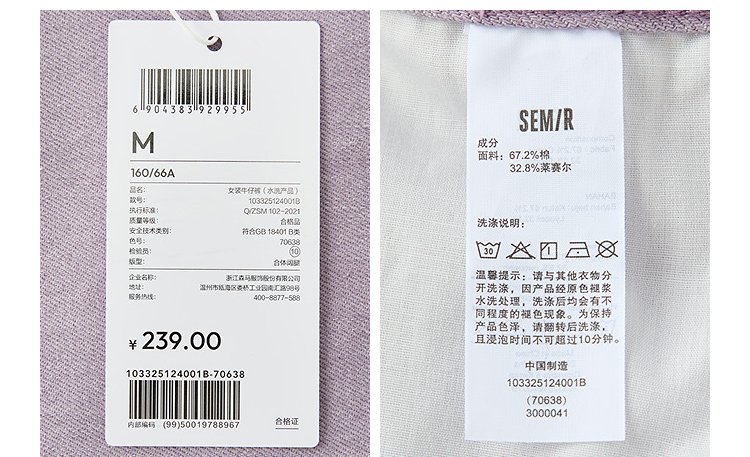 6 904383 929955
M
160/66A
品名: 女装牛仔裤（水洗产品）
款号: 103325124001B
执行标准: Q/ZSM 102-2021
质量等级: 合格品
安全技术类别: 符合GB 18401 B类
色号: 70638
检验员: 10
版型: 合体阔腿
企业名称: 浙江森马服饰股份有限公司
地址: 温州市瓯海区娄桥工业园南汇路98号
服务热线: 400-8877-588
¥ 239.00
103325124001B-70638
内部编码 (99)50019788967
合格证
SEM/R
成分
面料: 67.2%棉
32.8%莱赛尔
洗涤说明:
30
温馨提示: 请与其他衣物分
开洗涤, 因产品经原色褪浆
水洗处理, 洗涤后均会有不
同程度的褪色现象。为保持
产品色泽, 请翻转后洗涤,
且浸泡时间不可超过10分钟。
中国制造
103325124001B
(70638)
3000041